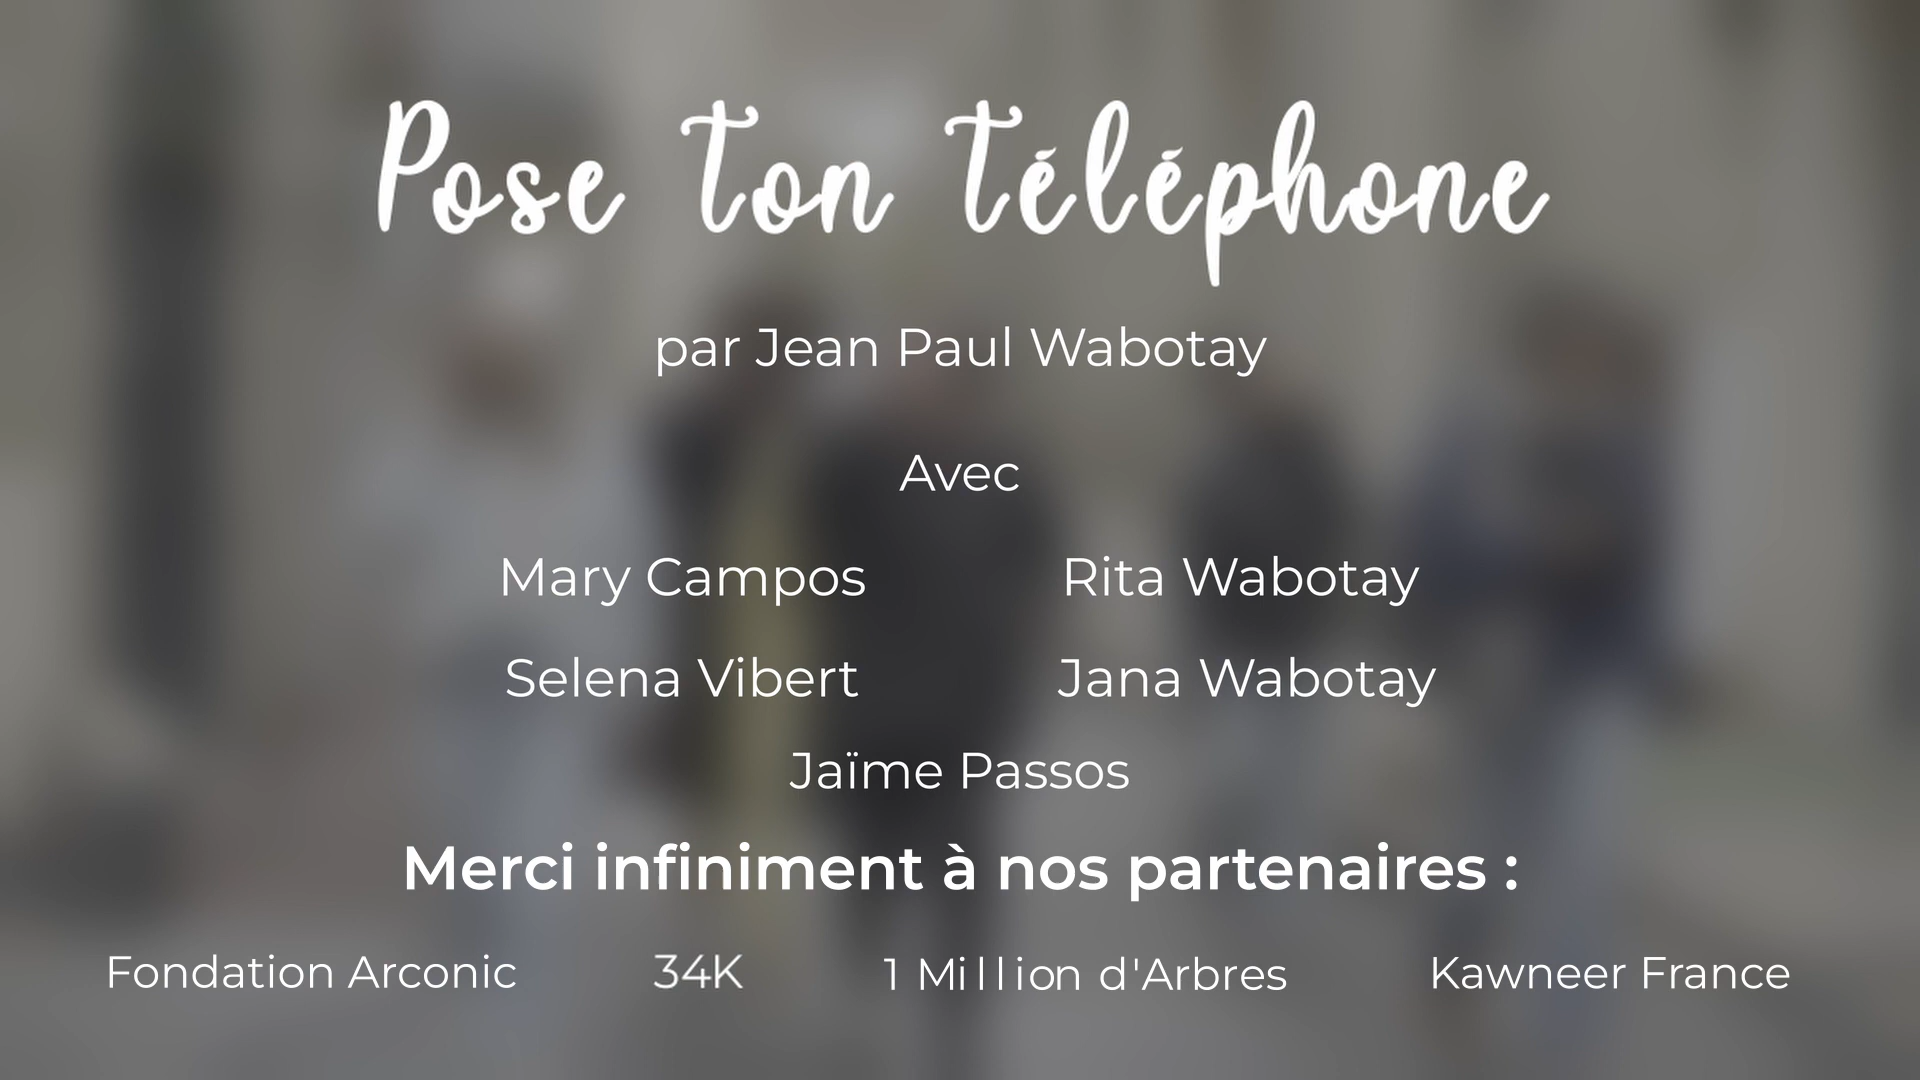 Pose ton téléphone
par Jean Paul Wabotay
Avec
Mary Campos Rita Wabotay
Selena Vibert Jana Wabotay
Jaïme Passos
Merci infiniment à nos partenaires :
Fondation Arconic 34K 1 Million d'Arbres Kawneer France